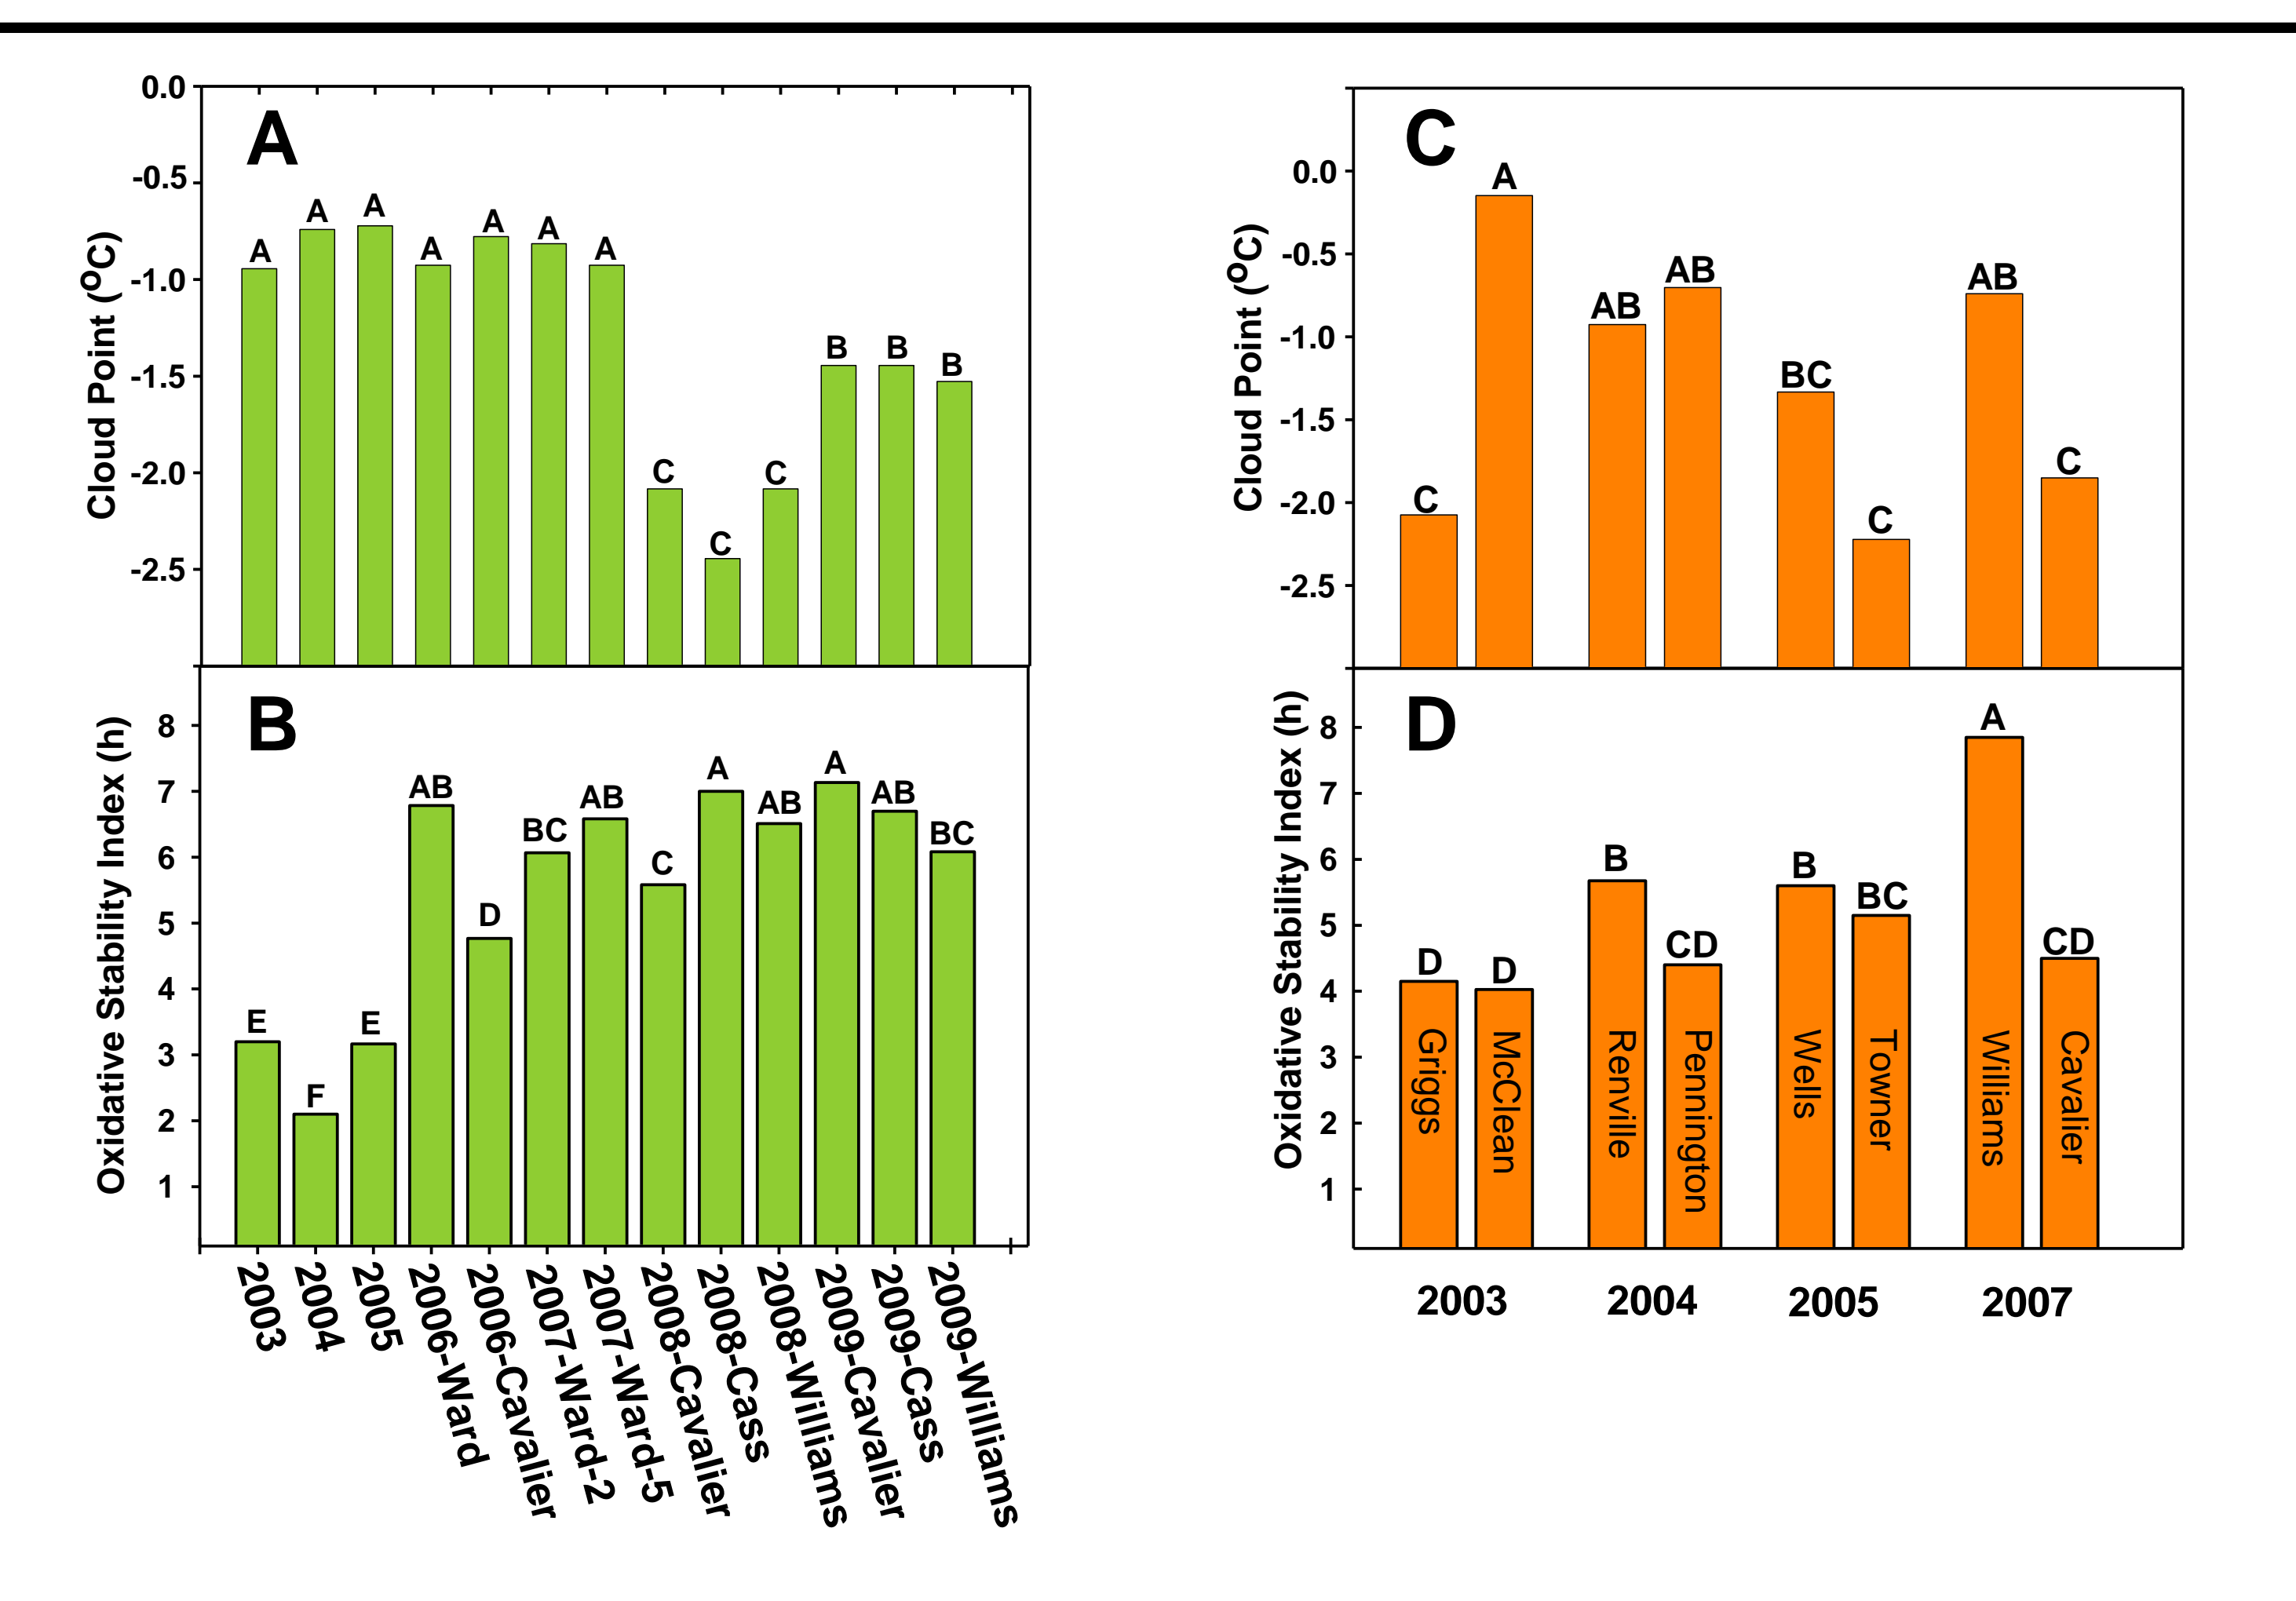 A
0.0
-0.5
-1.0
-1.5
-2.0
-2.5
Cloud Point (ºC)
A A A A A A A C C C B B B
B
8
7
6
5
4
3
2
1
Oxidative Stability Index (h)
E F E AB D BC AB C A AB A AB BC
2003
2004
2005
2006-Ward
2006-Cavalier
2007-Ward-2
2007-Ward-5
2008-Cavalier
2008-Cass
2008-Williams
2009-Cavalier
2009-Cass
2009-Williams
C
0.0
-0.5
-1.0
-1.5
-2.0
-2.5
Cloud Point (ºC)
C A AB AB BC C AB C
D
8
7
6
5
4
3
2
1
Oxidative Stability Index (h)
D D B CD B BC A CD
Griggs
McClean
Renville
Pennington
Wells
Towner
Williams
Cavalier
2003 2004 2005 2007